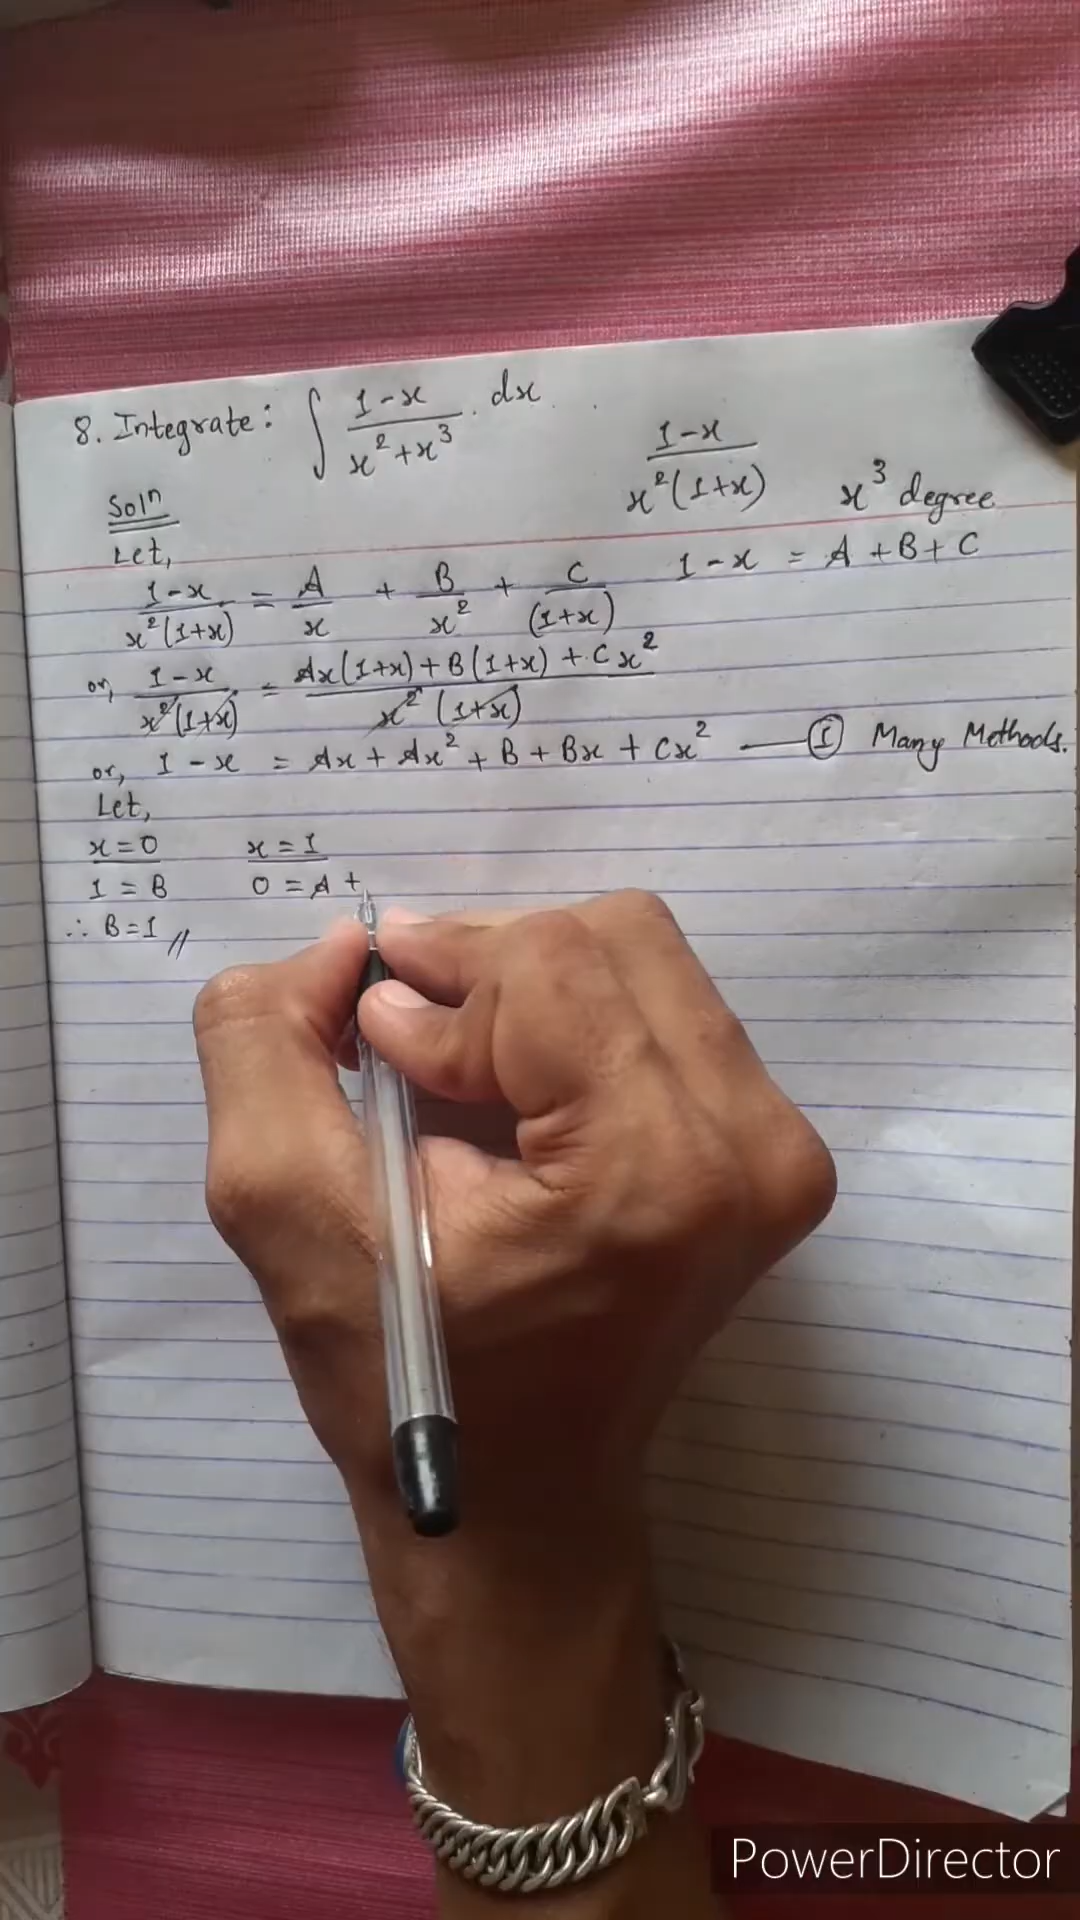 8. Integrate: ∫ (1-x)/(x²+x³) . dx
(1-x)/(x²(1+x)) x³ degree
Solⁿ
Let,
(1-x)/(x²(1+x)) = A/x + B/x² + C/(1+x) 1-x = A+B+C
or, (1-x)/(x²(1+x)) = (Ax(1+x)+B(1+x)+Cx²)/(x²(1+x))
or, 1-x = Ax + Ax² + B + Bx + Cx² — (I) Many Methods.
Let,
x=0 x=1
1 = B 0 = A +
∴ B=1 //
PowerDirector